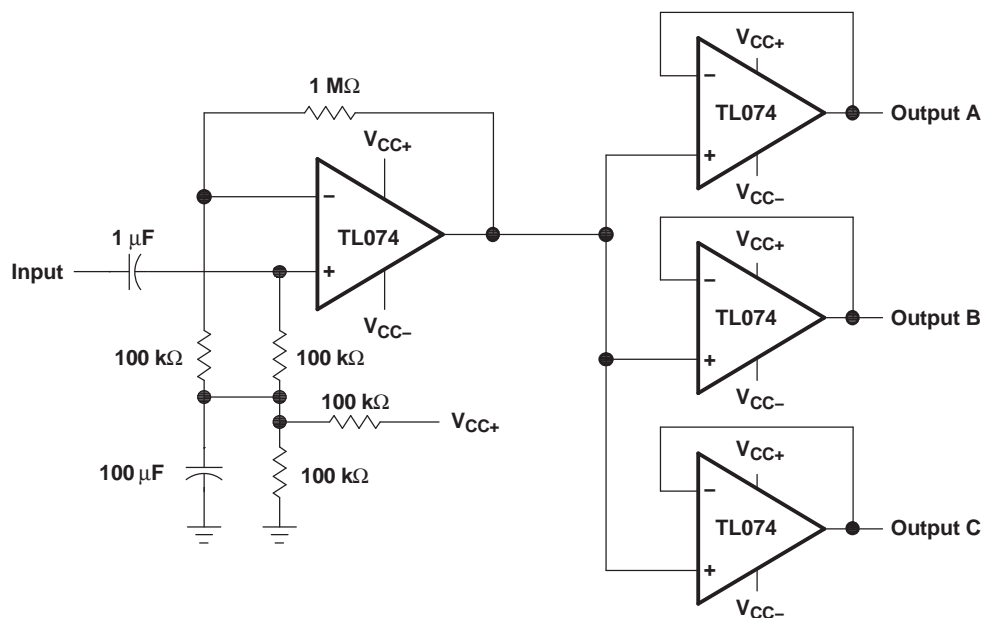 VCC+
−
TL074
Output A
+
VCC−
1 MΩ
VCC+
−
TL074
1 μF
Input
+
VCC−
100 kΩ
100 kΩ
100 kΩ
VCC+
100 μF
100 kΩ
VCC+
−
TL074
Output B
+
VCC−
VCC+
−
TL074
Output C
+
VCC−